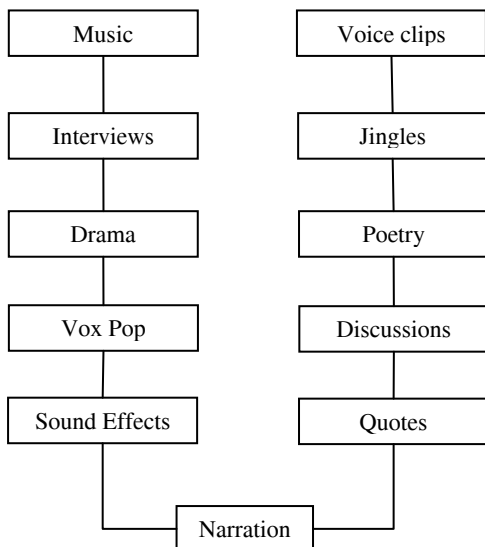 Music
Voice clips
Interviews
Jingles
Drama
Poetry
Vox Pop
Discussions
Sound Effects
Quotes
Narration